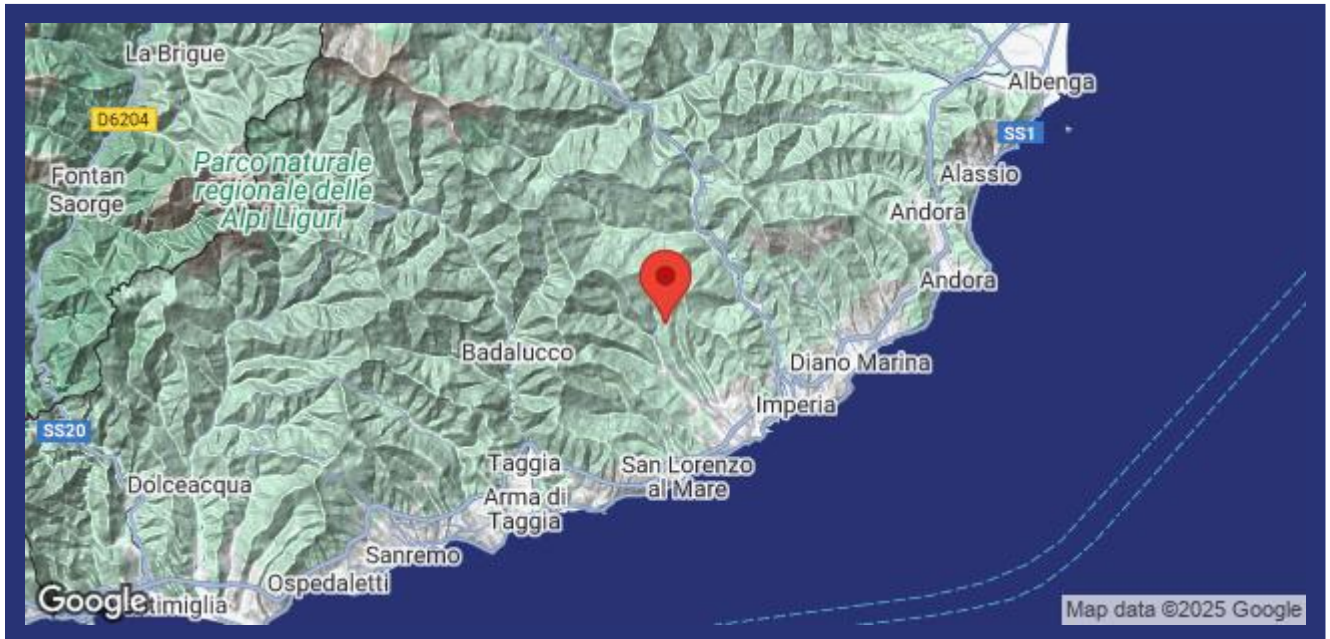 La Brigue
Albenga
D6204
SS1
Parco naturale
regionale delle
Alpi Liguri
Fontan
Saorge
Alassio
Andora
Andora
Badalucco
Diano Marina
Imperia
SS20
Taggia
San Lorenzo
al Mare
Dolceacqua
Arma di
Taggia
Sanremo
Ospedaletti
Google
timiglia
Map data ©2025 Google